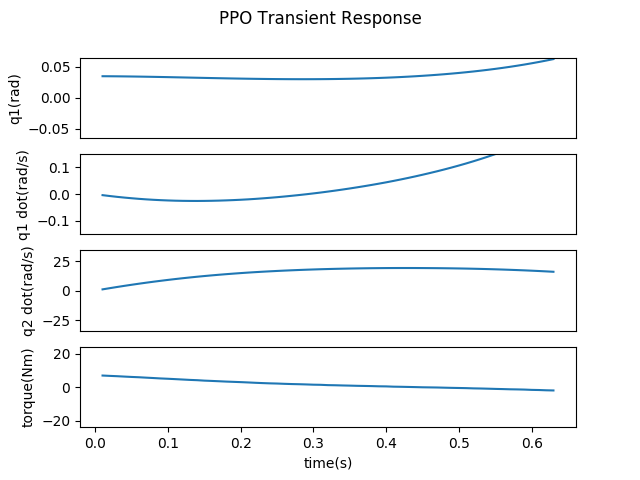 PPO Transient Response
q1(rad)
0.05
0.00
−0.05
q1 dot(rad/s)
0.1
0.0
−0.1
q2 dot(rad/s)
25
0
−25
torque(Nm)
20
0
−20
0.0 0.1 0.2 0.3 0.4 0.5 0.6
time(s)